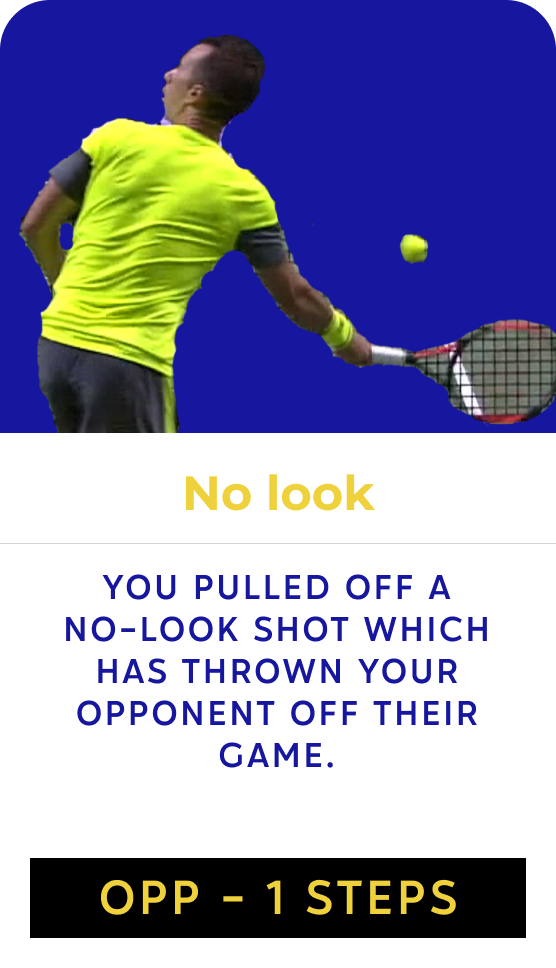 No look
YOU PULLED OFF A
NO-LOOK SHOT WHICH
HAS THROWN YOUR
OPPONENT OFF THEIR
GAME.
OPP - 1 STEPS